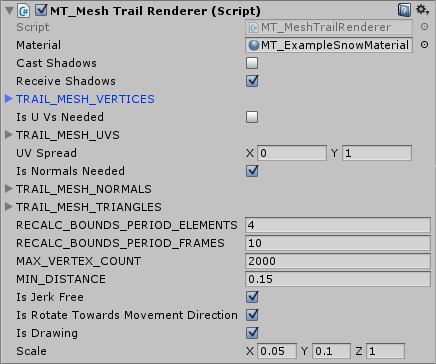 MT_Mesh Trail Renderer (Script)
Script MT_MeshTrailRenderer
Material MT_ExampleSnowMaterial
Cast Shadows
Receive Shadows
TRAIL_MESH_VERTICES
Is U Vs Needed
TRAIL_MESH_UVS
UV Spread X 0 Y 1
Is Normals Needed
TRAIL_MESH_NORMALS
TRAIL_MESH_TRIANGLES
RECALC_BOUNDS_PERIOD_ELEMENTS 4
RECALC_BOUNDS_PERIOD_FRAMES 10
MAX_VERTEX_COUNT 2000
MIN_DISTANCE 0.15
Is Jerk Free
Is Rotate Towards Movement Direction
Is Drawing
Scale X 0.05 Y 0.1 Z 1